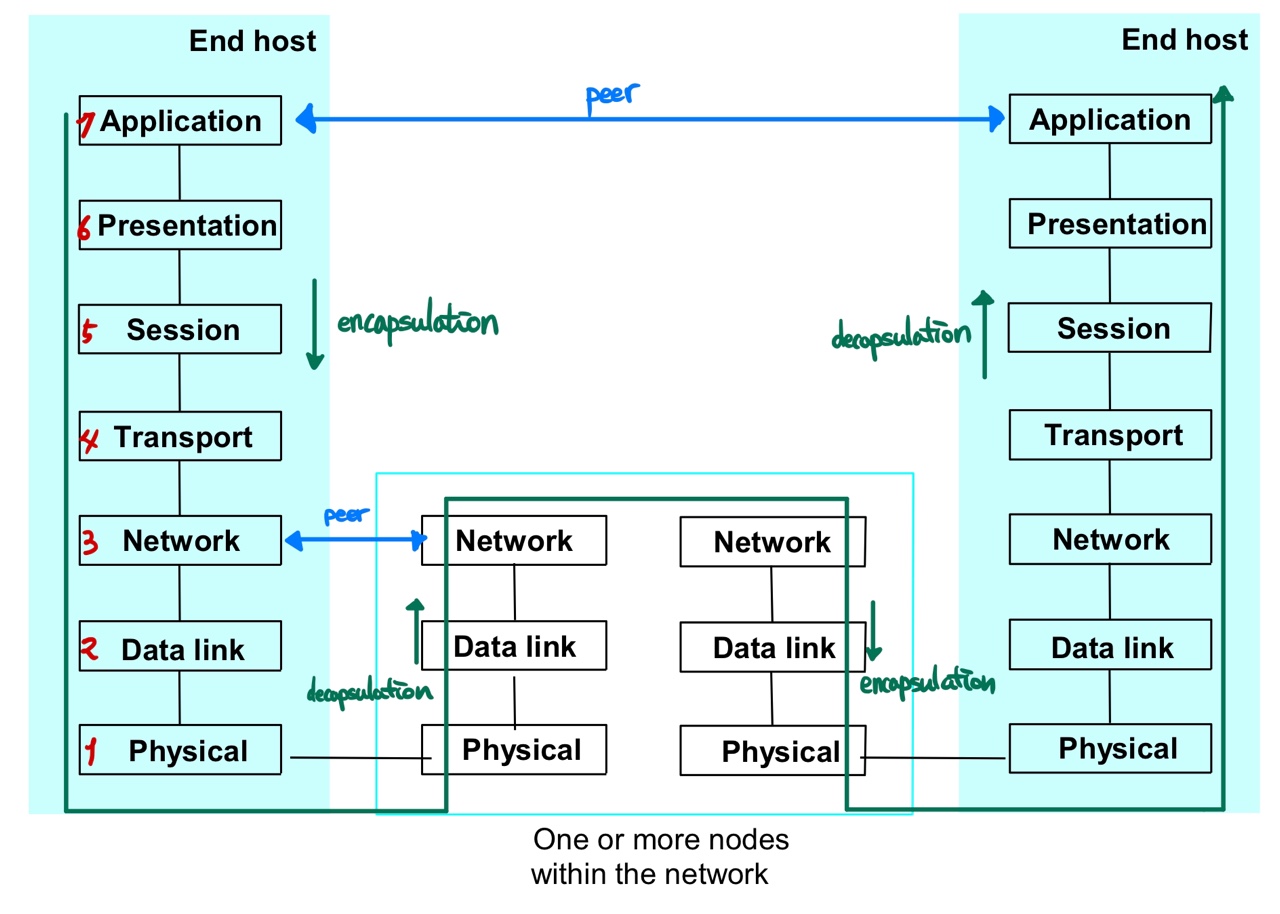 End host
End host
peer
7 Application
Application
6 Presentation
Presentation
encapsulation
decapsulation
5 Session
Session
4 Transport
Transport
peer
3 Network
Network
Network
Network
2 Data link
Data link
Data link
Data link
decapsulation
encapsulation
1 Physical
Physical
Physical
Physical
One or more nodes
within the network